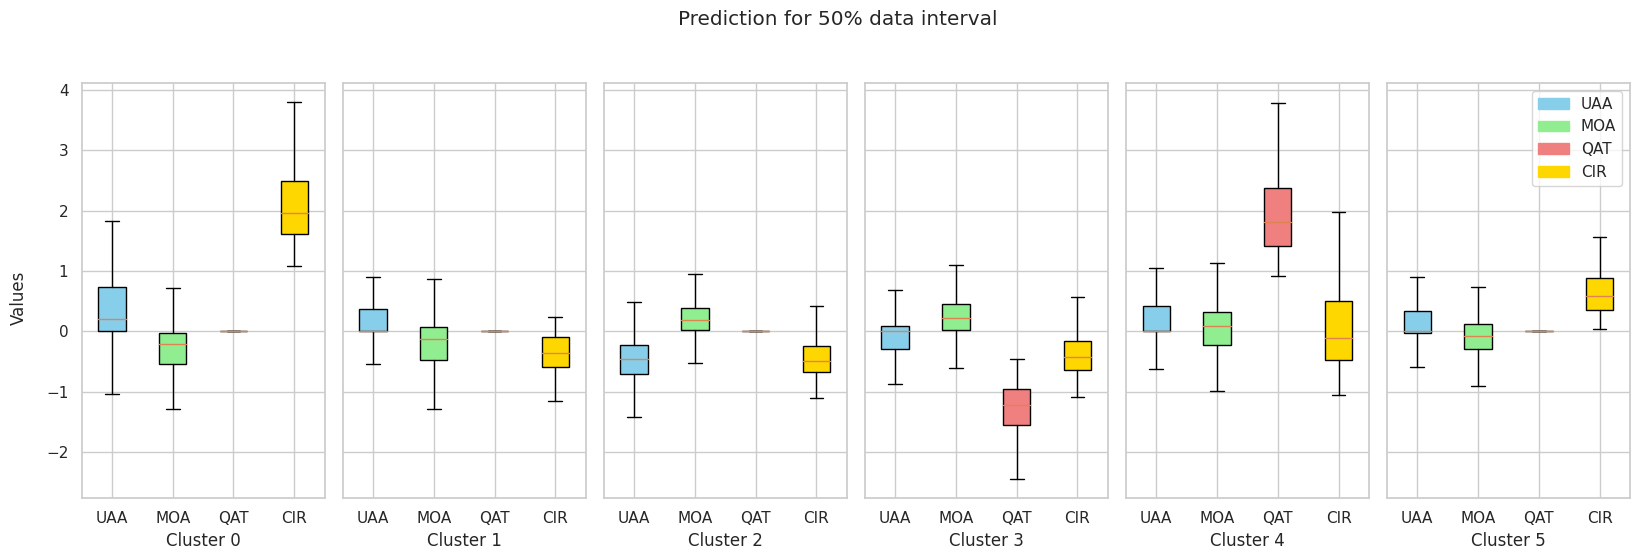 Prediction for 50% data interval
Values
4
3
2
1
0
−1
−2
UAA MOA QAT CIR
Cluster 0
UAA MOA QAT CIR
Cluster 1
UAA MOA QAT CIR
Cluster 2
UAA MOA QAT CIR
Cluster 3
UAA MOA QAT CIR
Cluster 4
UAA MOA QAT CIR
Cluster 5
UAA
MOA
QAT
CIR